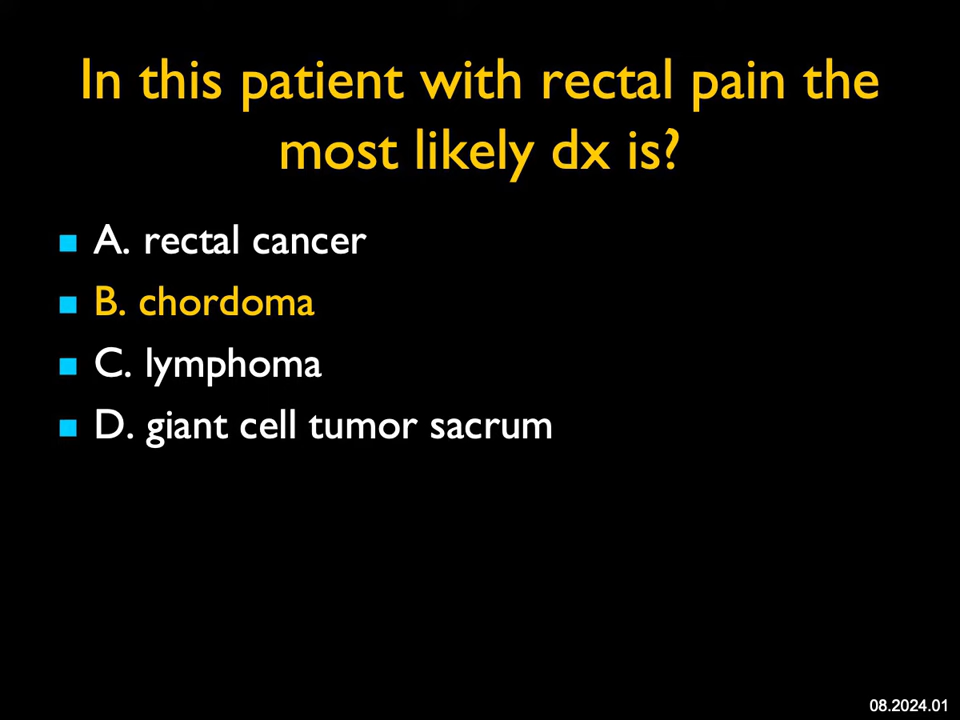 In this patient with rectal pain the
most likely dx is?
A. rectal cancer
B. chordoma
C. lymphoma
D. giant cell tumor sacrum
08.2024.01